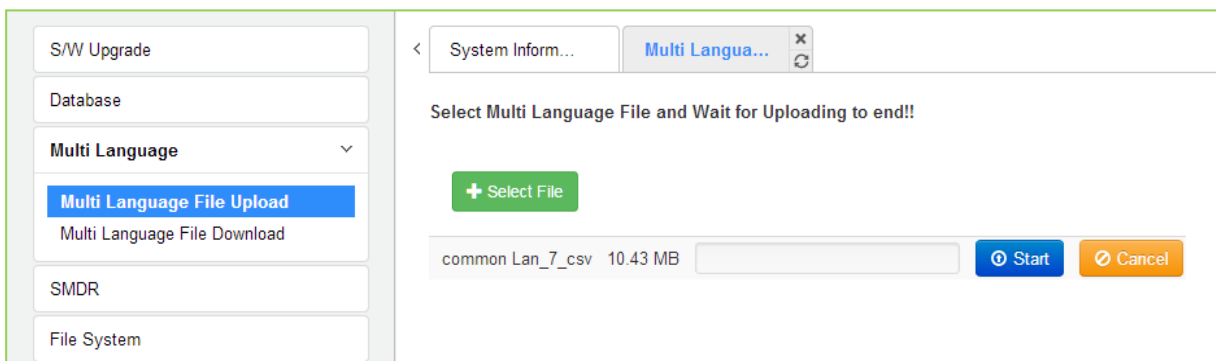 S/W Upgrade
Database
Multi Language
Multi Language File Upload
Multi Language File Download
SMDR
File System
System Inform...
Multi Langua...
Select Multi Language File and Wait for Uploading to end!!
Select File
common Lan_7_csv 10.43 MB Start Cancel